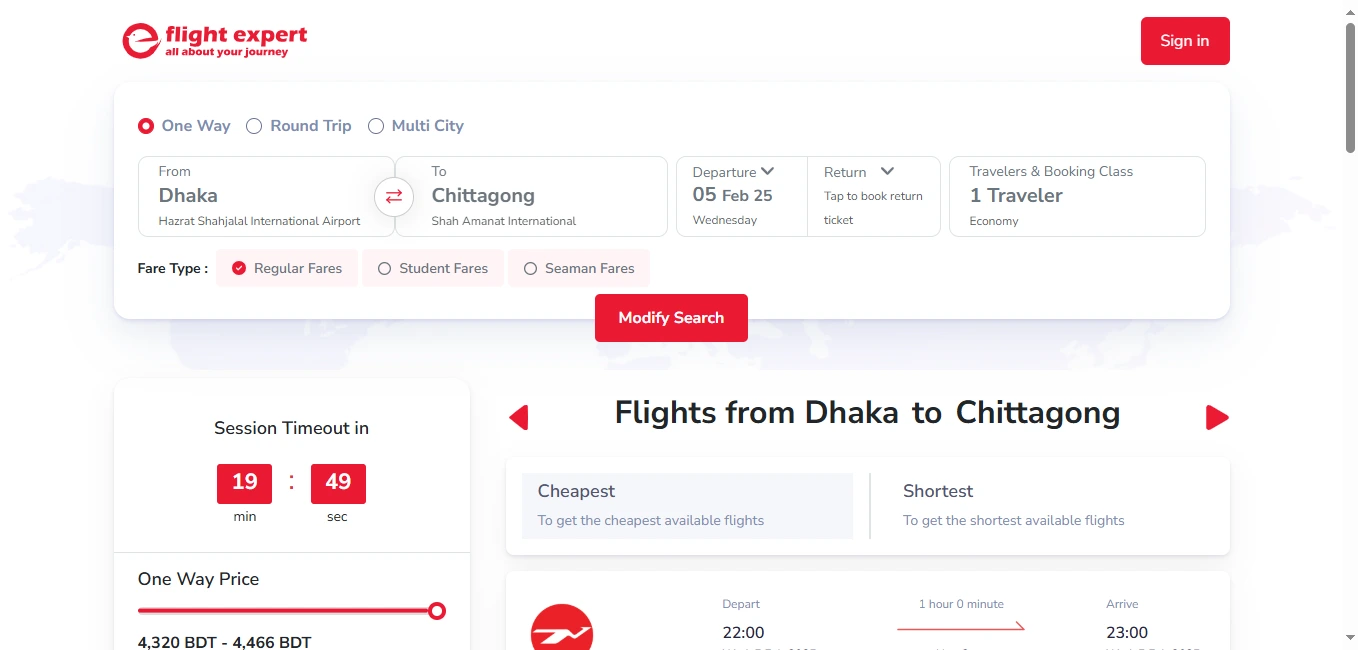 flight expert
all about your journey
Sign in
One Way
Round Trip
Multi City
From
Dhaka
Hazrat Shahjalal International Airport
To
Chittagong
Shah Amanat International
Departure
05 Feb 25
Wednesday
Return
Tap to book return
ticket
Travelers & Booking Class
1 Traveler
Economy
Fare Type :
Regular Fares
Student Fares
Seaman Fares
Modify Search
Session Timeout in
19 : 49
min
sec
One Way Price
4,320 BDT - 4,466 BDT
Flights from Dhaka to Chittagong
Cheapest
To get the cheapest available flights
Shortest
To get the shortest available flights
Depart
22:00
1 hour 0 minute
Arrive
23:00